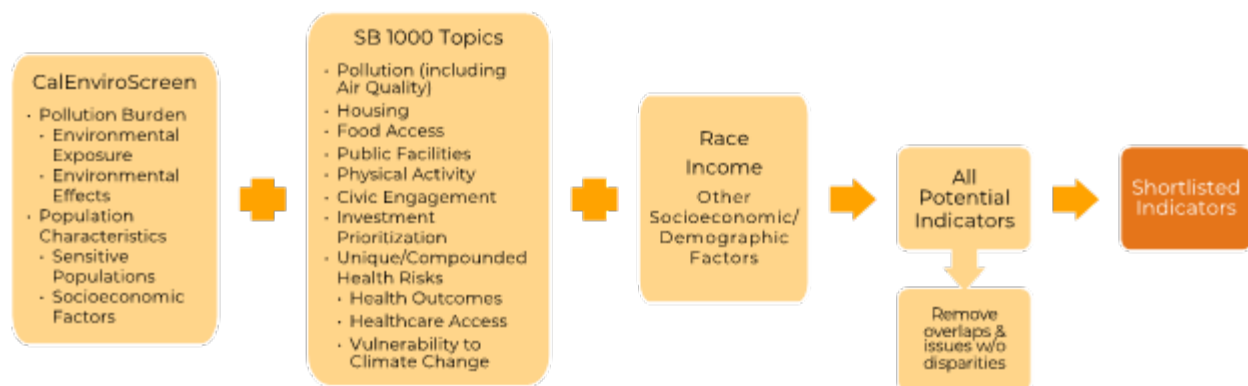 CalEnviroScreen
· Pollution Burden
· Environmental
Exposure
· Environmental
Effects
· Population
Characteristics
· Sensitive
Populations
· Socioeconomic
Factors
SB 1000 Topics
· Pollution (including
Air Quality)
· Housing
· Food Access
· Public Facilities
· Physical Activity
· Civic Engagement
· Investment
Prioritization
· Unique/Compounded
Health Risks
· Health Outcomes
· Healthcare Access
· Vulnerability to
Climate Change
Race
Income
Other
Socioeconomic/
Demographic
Factors
All
Potential
Indicators
Remove
overlaps &
issues w/o
disparities
Shortlisted
Indicators